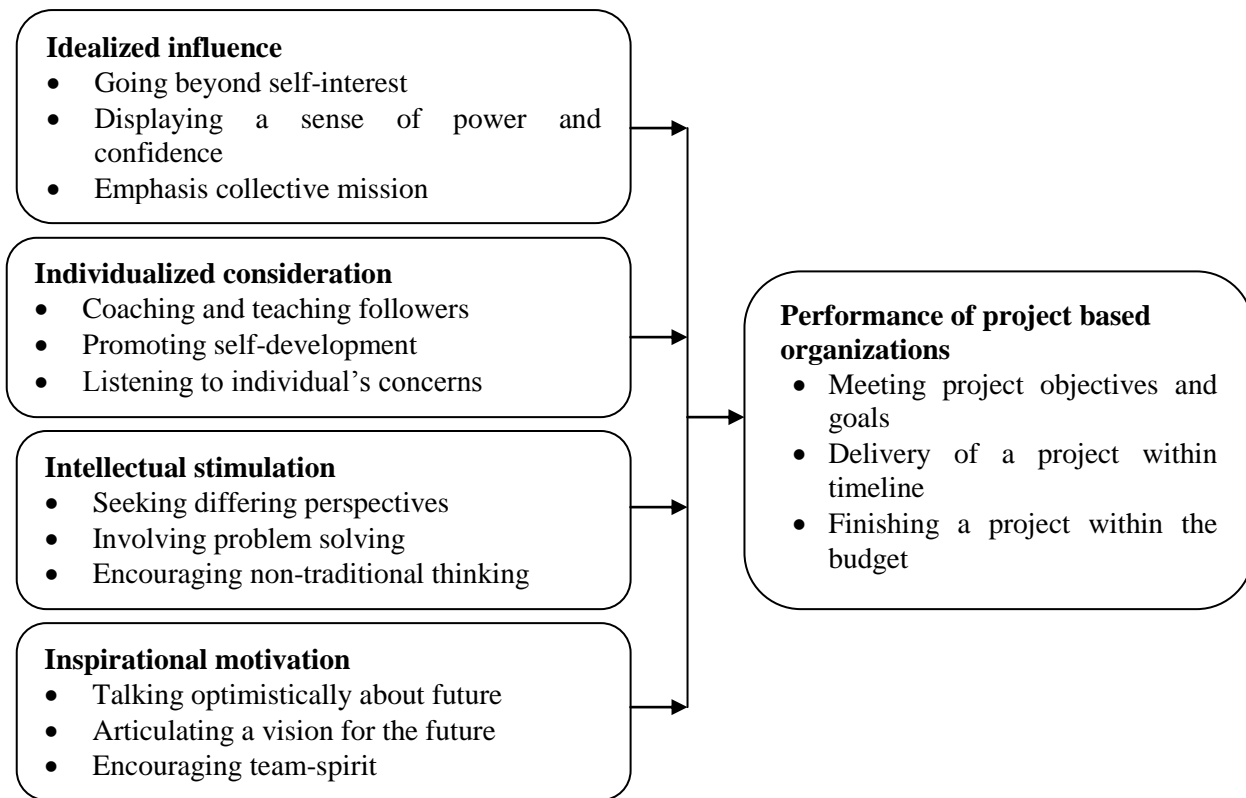 Idealized influence
• Going beyond self-interest
• Displaying a sense of power and
confidence
• Emphasis collective mission
Individualized consideration
• Coaching and teaching followers
• Promoting self-development
• Listening to individual’s concerns
Intellectual stimulation
• Seeking differing perspectives
• Involving problem solving
• Encouraging non-traditional thinking
Inspirational motivation
• Talking optimistically about future
• Articulating a vision for the future
• Encouraging team-spirit
Performance of project based
organizations
• Meeting project objectives and
goals
• Delivery of a project within
timeline
• Finishing a project within the
budget